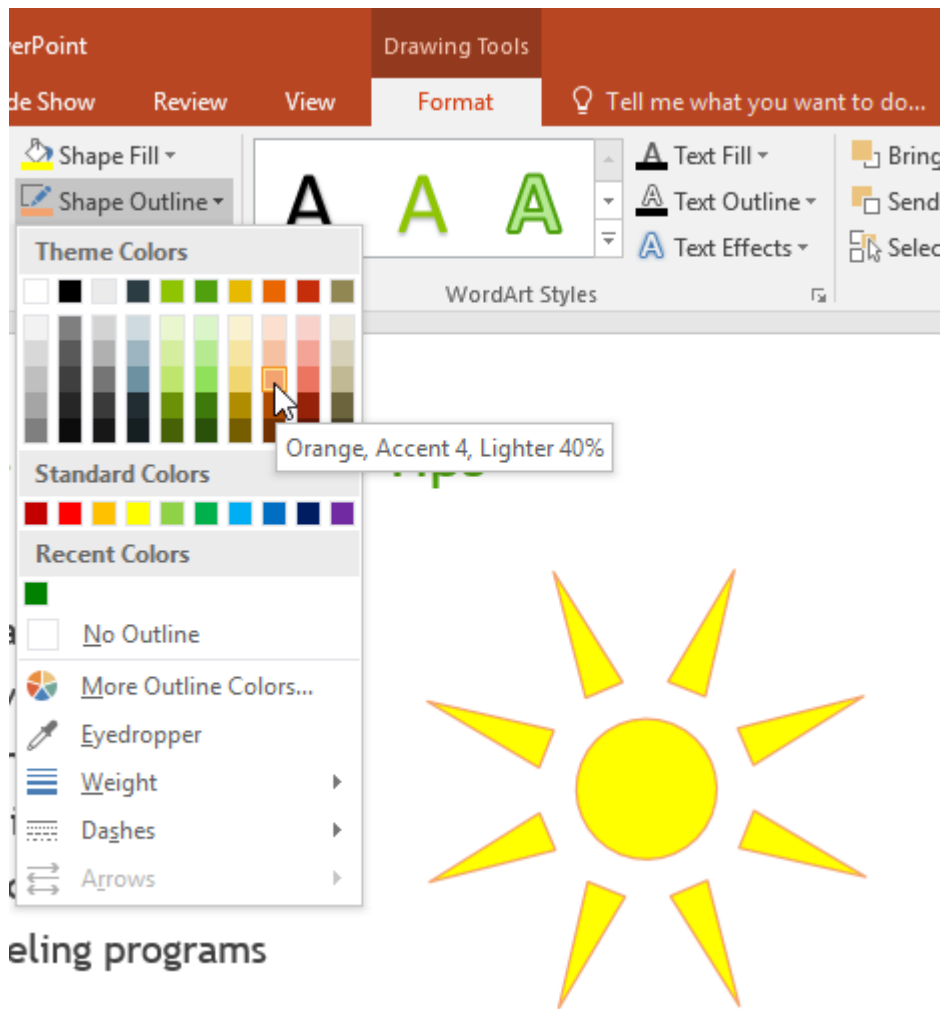 erPoint
Drawing Tools
de Show Review View Format Tell me what you want to do...
Shape Fill
Shape Outline
A A A
A Text Fill
A Text Outline
A Text Effects
Bring
Send
Selec
WordArt Styles
Theme Colors
Orange, Accent 4, Lighter 40%
Standard Colors
Recent Colors
No Outline
More Outline Colors...
Eyedropper
Weight
Dashes
Arrows
eling programs